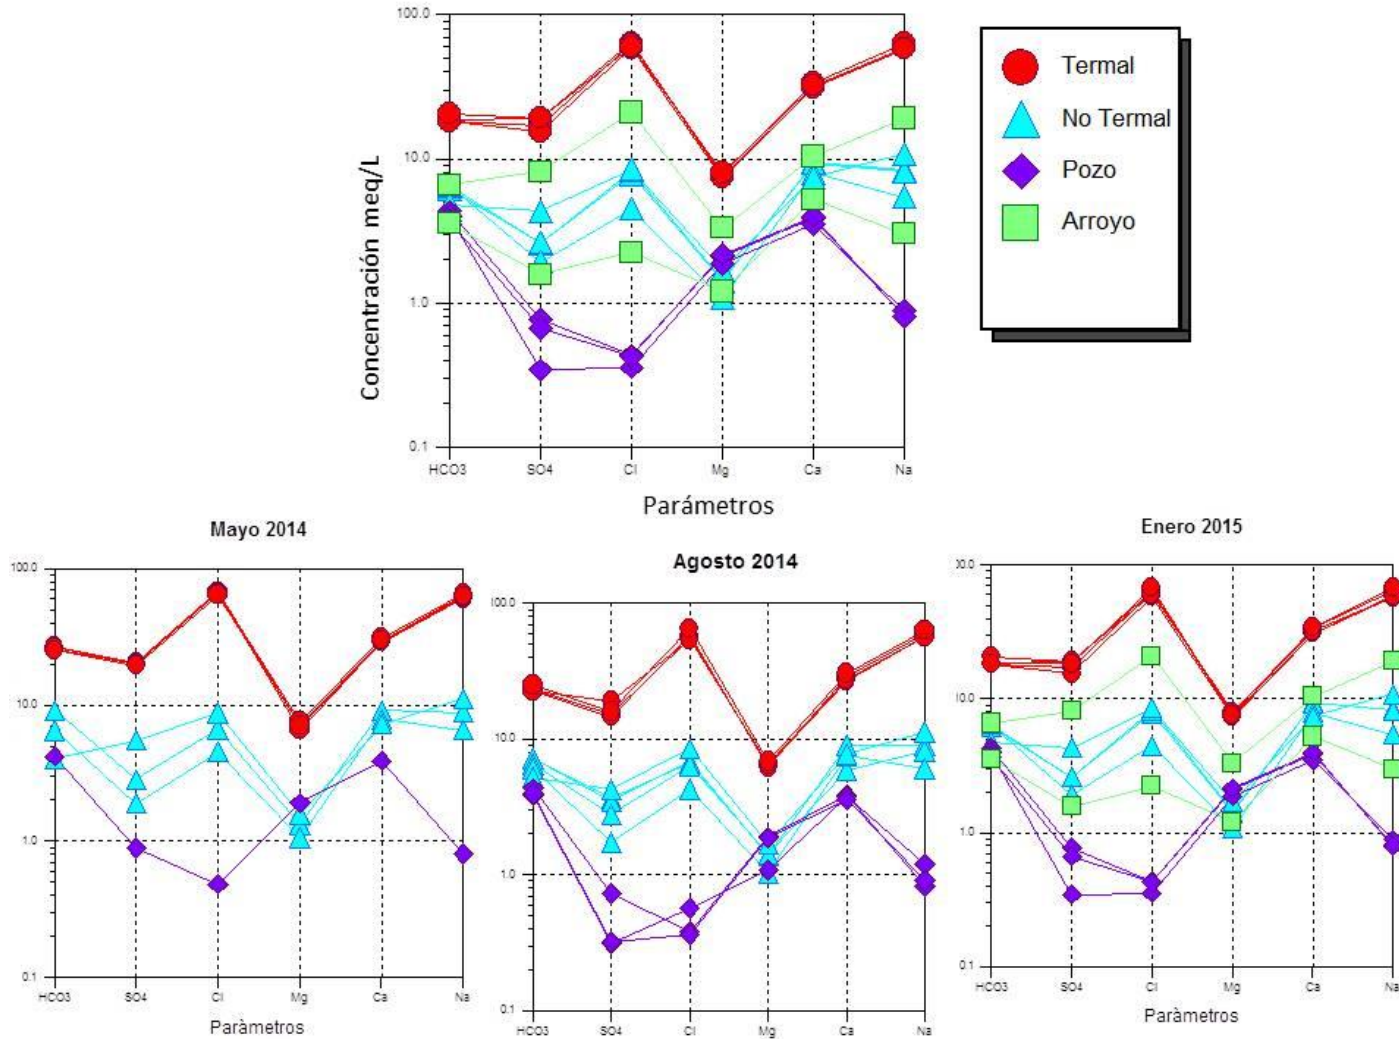 100.0
10.0
1.0
0.1
Concentración meq/L
HCO3 SO4 Cl Mg Ca Na
Parámetros
Termal
No Termal
Pozo
Arroyo
Mayo 2014
100.0
10.0
1.0
0.1
HCO3 SO4 Cl Mg Ca Na
Paràmetros
Agosto 2014
100.0
10.0
1.0
0.1
HCO3 SO4 Cl Mg Ca Na
Enero 2015
00.0
10.0
1.0
0.1
HCO3 SO4 Cl Mg Ca Na
Paràmetros